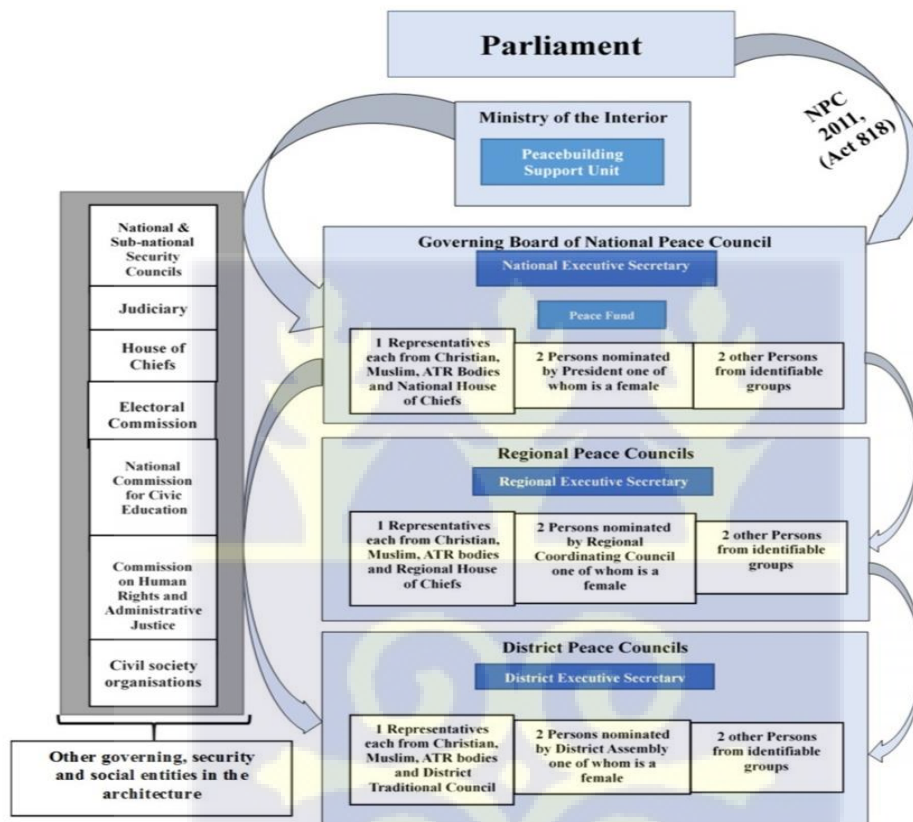 Parliament
NPC
2011,
(Act 818)
Ministry of the Interior
Peacebuilding
Support Unit
National &
Sub-national
Security
Councils
Judiciary
House of
Chiefs
Electoral
Commission
National
Commission
for Civic
Education
Commission
on Human
Rights and
Administrative
Justice
Civil society
organisations
Other governing, security
and social entities in the
architecture
Governing Board of National Peace Council
National Executive Secretary
Peace Fund
1 Representatives
each from Christian,
Muslim, ATR Bodies
and National House
of Chiefs
2 Persons nominated
by President one of
whom is a female
2 other Persons
from identifiable
groups
Regional Peace Councils
Regional Executive Secretary
1 Representatives
each from Christian,
Muslim, ATR bodies
and Regional House
of Chiefs
2 Persons nominated
by Regional
Coordinating Council
one of whom is a
female
2 other Persons
from identifiable
groups
District Peace Councils
District Executive Secretary
1 Representatives
each from Christian,
Muslim, ATR bodies
and District
Traditional Council
2 Persons nominated
by District Assembly
one of whom is a
female
2 other Persons
from identifiable
groups